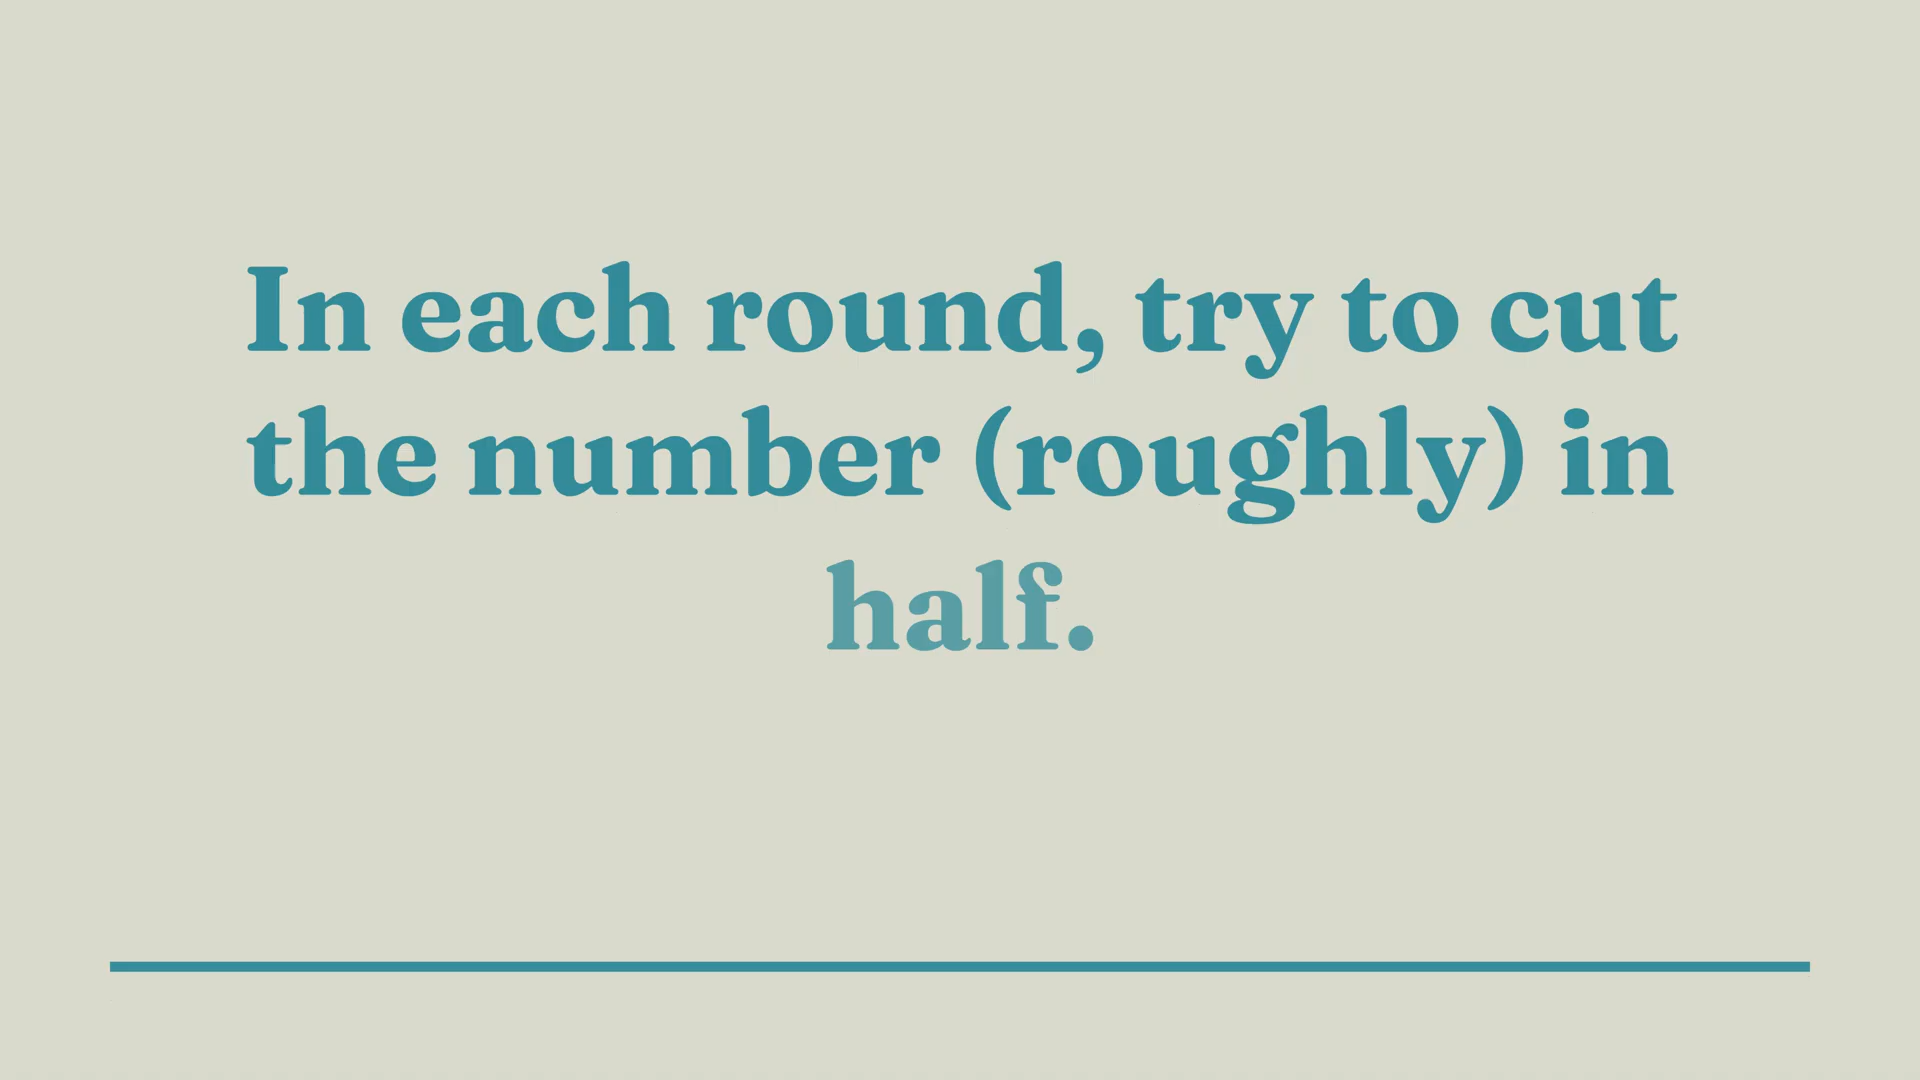 In each round, try to cut
the number (roughly) in
half.